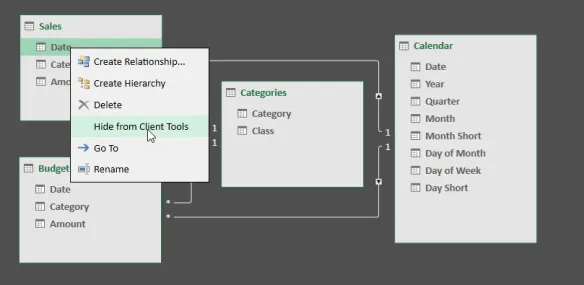 Sales
Date
Cate
Amo
Create Relationship...
Create Hierarchy
Delete
Hide from Client Tools
Go To
Rename
Categories
Category
Class
1
1
Calendar
Date
Year
Quarter
Month
Month Short
Day of Month
Day of Week
Day Short
1
1
Budget
Date
Category
Amount
*
*